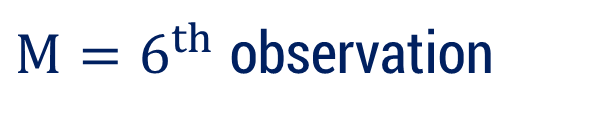 M = 6th observation